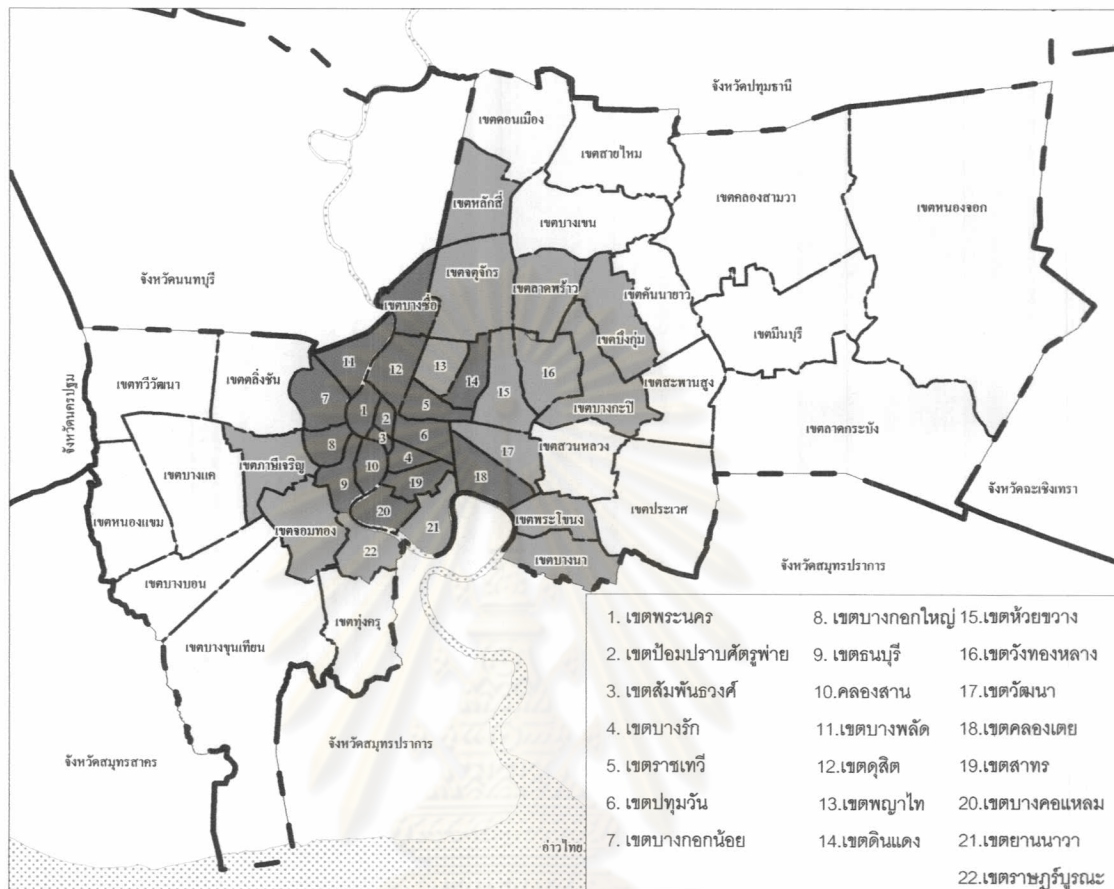 จังหวัดปทุมธานี
เขตดอนเมือง
เขตสายไหม
เขตคลองสามวา
เขตหนองจอก
เขตหลักสี่
เขตบางเขน
จังหวัดนนทบุรี
เขตจตุจักร
เขตลาดพร้าว
เขตคันนายาว
เขตบางซื่อ
เขตบึงกุ่ม
เขตมีนบุรี
11
12
13
14
15
16
เขตทวีวัฒนา
เขตตลิ่งชัน
เขตสะพานสูง
จังหวัดนครปฐม
7
1
2
5
เขตบางกะปิ
เขตลาดกระบัง
3
6
8
เขตสวนหลวง
17
เขตบางแค
เขตภาษีเจริญ
4
10
18
9
19
จังหวัดฉะเชิงเทรา
เขตหนองแขม
20
21
เขตพระโขนง
เขตประเวศ
เขตจอมทอง
22
เขตบางนา
จังหวัดสมุทรปราการ
เขตบางบอน
เขตทุ่งครุ
เขตบางขุนเทียน
จังหวัดสมุทรปราการ
จังหวัดสมุทรสาคร
อ่าวไทย
1. เขตพระนคร
2. เขตป้อมปราบศัตรูพ่าย
3. เขตสัมพันธวงศ์
4. เขตบางรัก
5. เขตราชเทวี
6. เขตปทุมวัน
7. เขตบางกอกน้อย
8. เขตบางกอกใหญ่
9. เขตธนบุรี
10.คลองสาน
11.เขตบางพลัด
12.เขตดุสิต
13.เขตพญาไท
14.เขตดินแดง
15.เขตห้วยขวาง
16.เขตวังทองหลาง
17.เขตวัฒนา
18.เขตคลองเตย
19.เขตสาทร
20.เขตบางคอแหลม
21.เขตยานนาวา
22.เขตราษฎร์บูรณะ